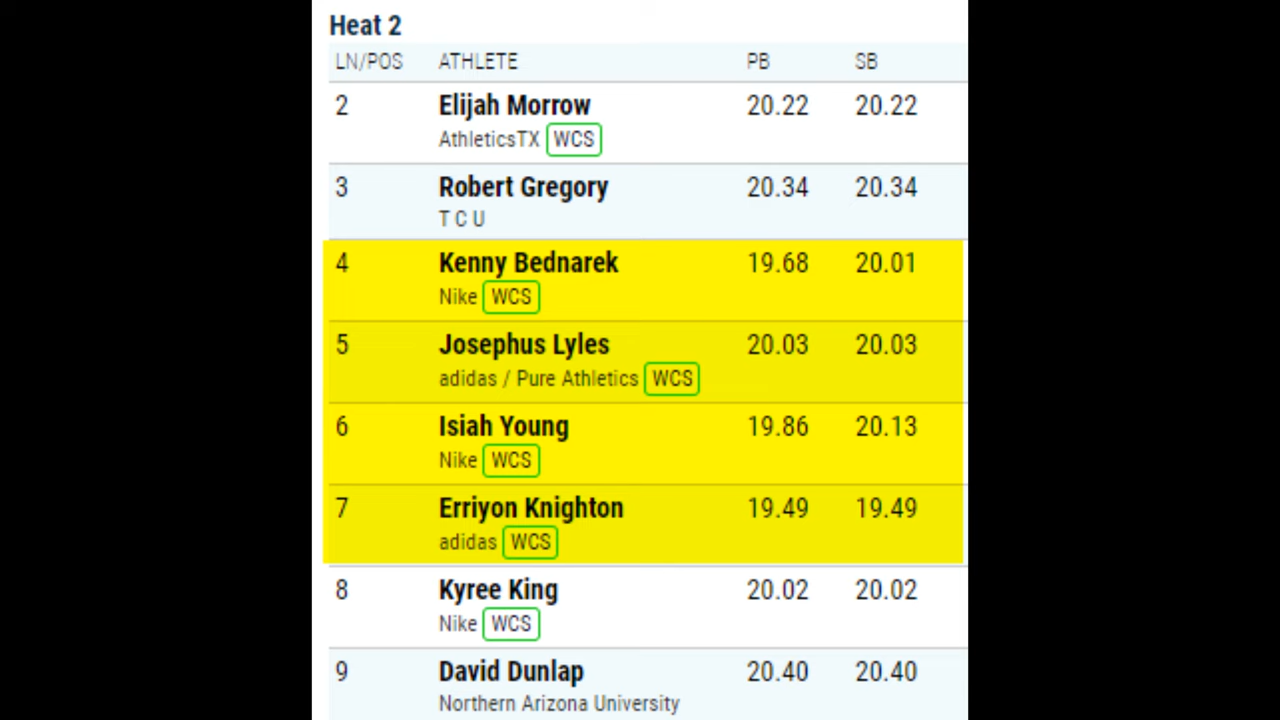 Heat 2
LN/POS ATHLETE PB SB
2 Elijah Morrow 20.22 20.22
AthleticsTX WCS
3 Robert Gregory 20.34 20.34
T C U
4 Kenny Bednarek 19.68 20.01
Nike WCS
5 Josephus Lyles 20.03 20.03
adidas / Pure Athletics WCS
6 Isiah Young 19.86 20.13
Nike WCS
7 Erriyon Knighton 19.49 19.49
adidas WCS
8 Kyree King 20.02 20.02
Nike WCS
9 David Dunlap 20.40 20.40
Northern Arizona University